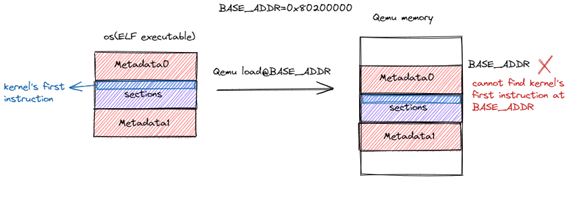 BASE_ADDR=0x80200000
Qemu memory
os(ELF executable)
Metadata0
Qemu load@BASE_ADDR
kernel's first
instruction
sections
Metadata1
BASE_ADDR
Metadata0
cannot find kernel's
first instruction at
BASE_ADDR
sections
Metadata1